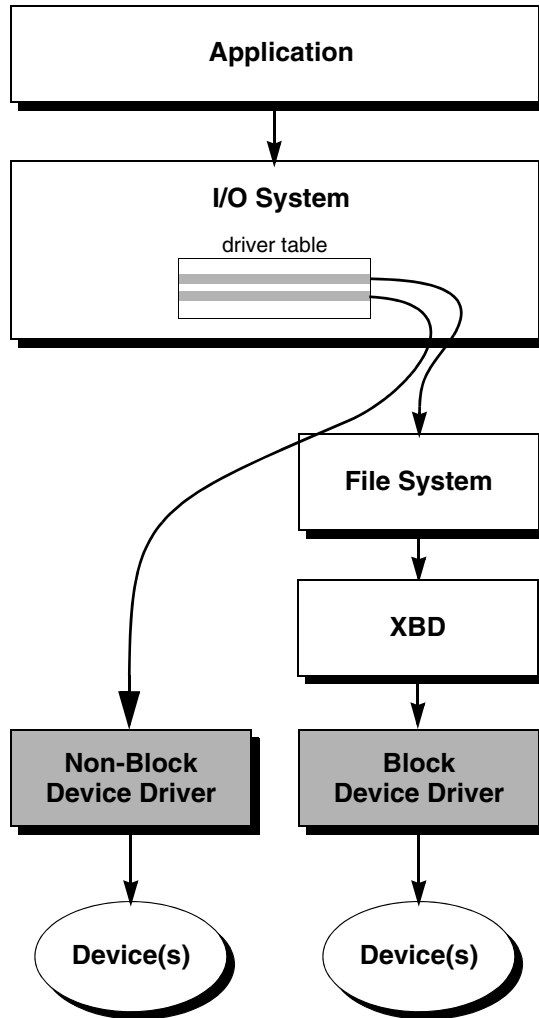 Application
I/O System
driver table
File System
XBD
Non-Block
Device Driver
Block
Device Driver
Device(s)
Device(s)